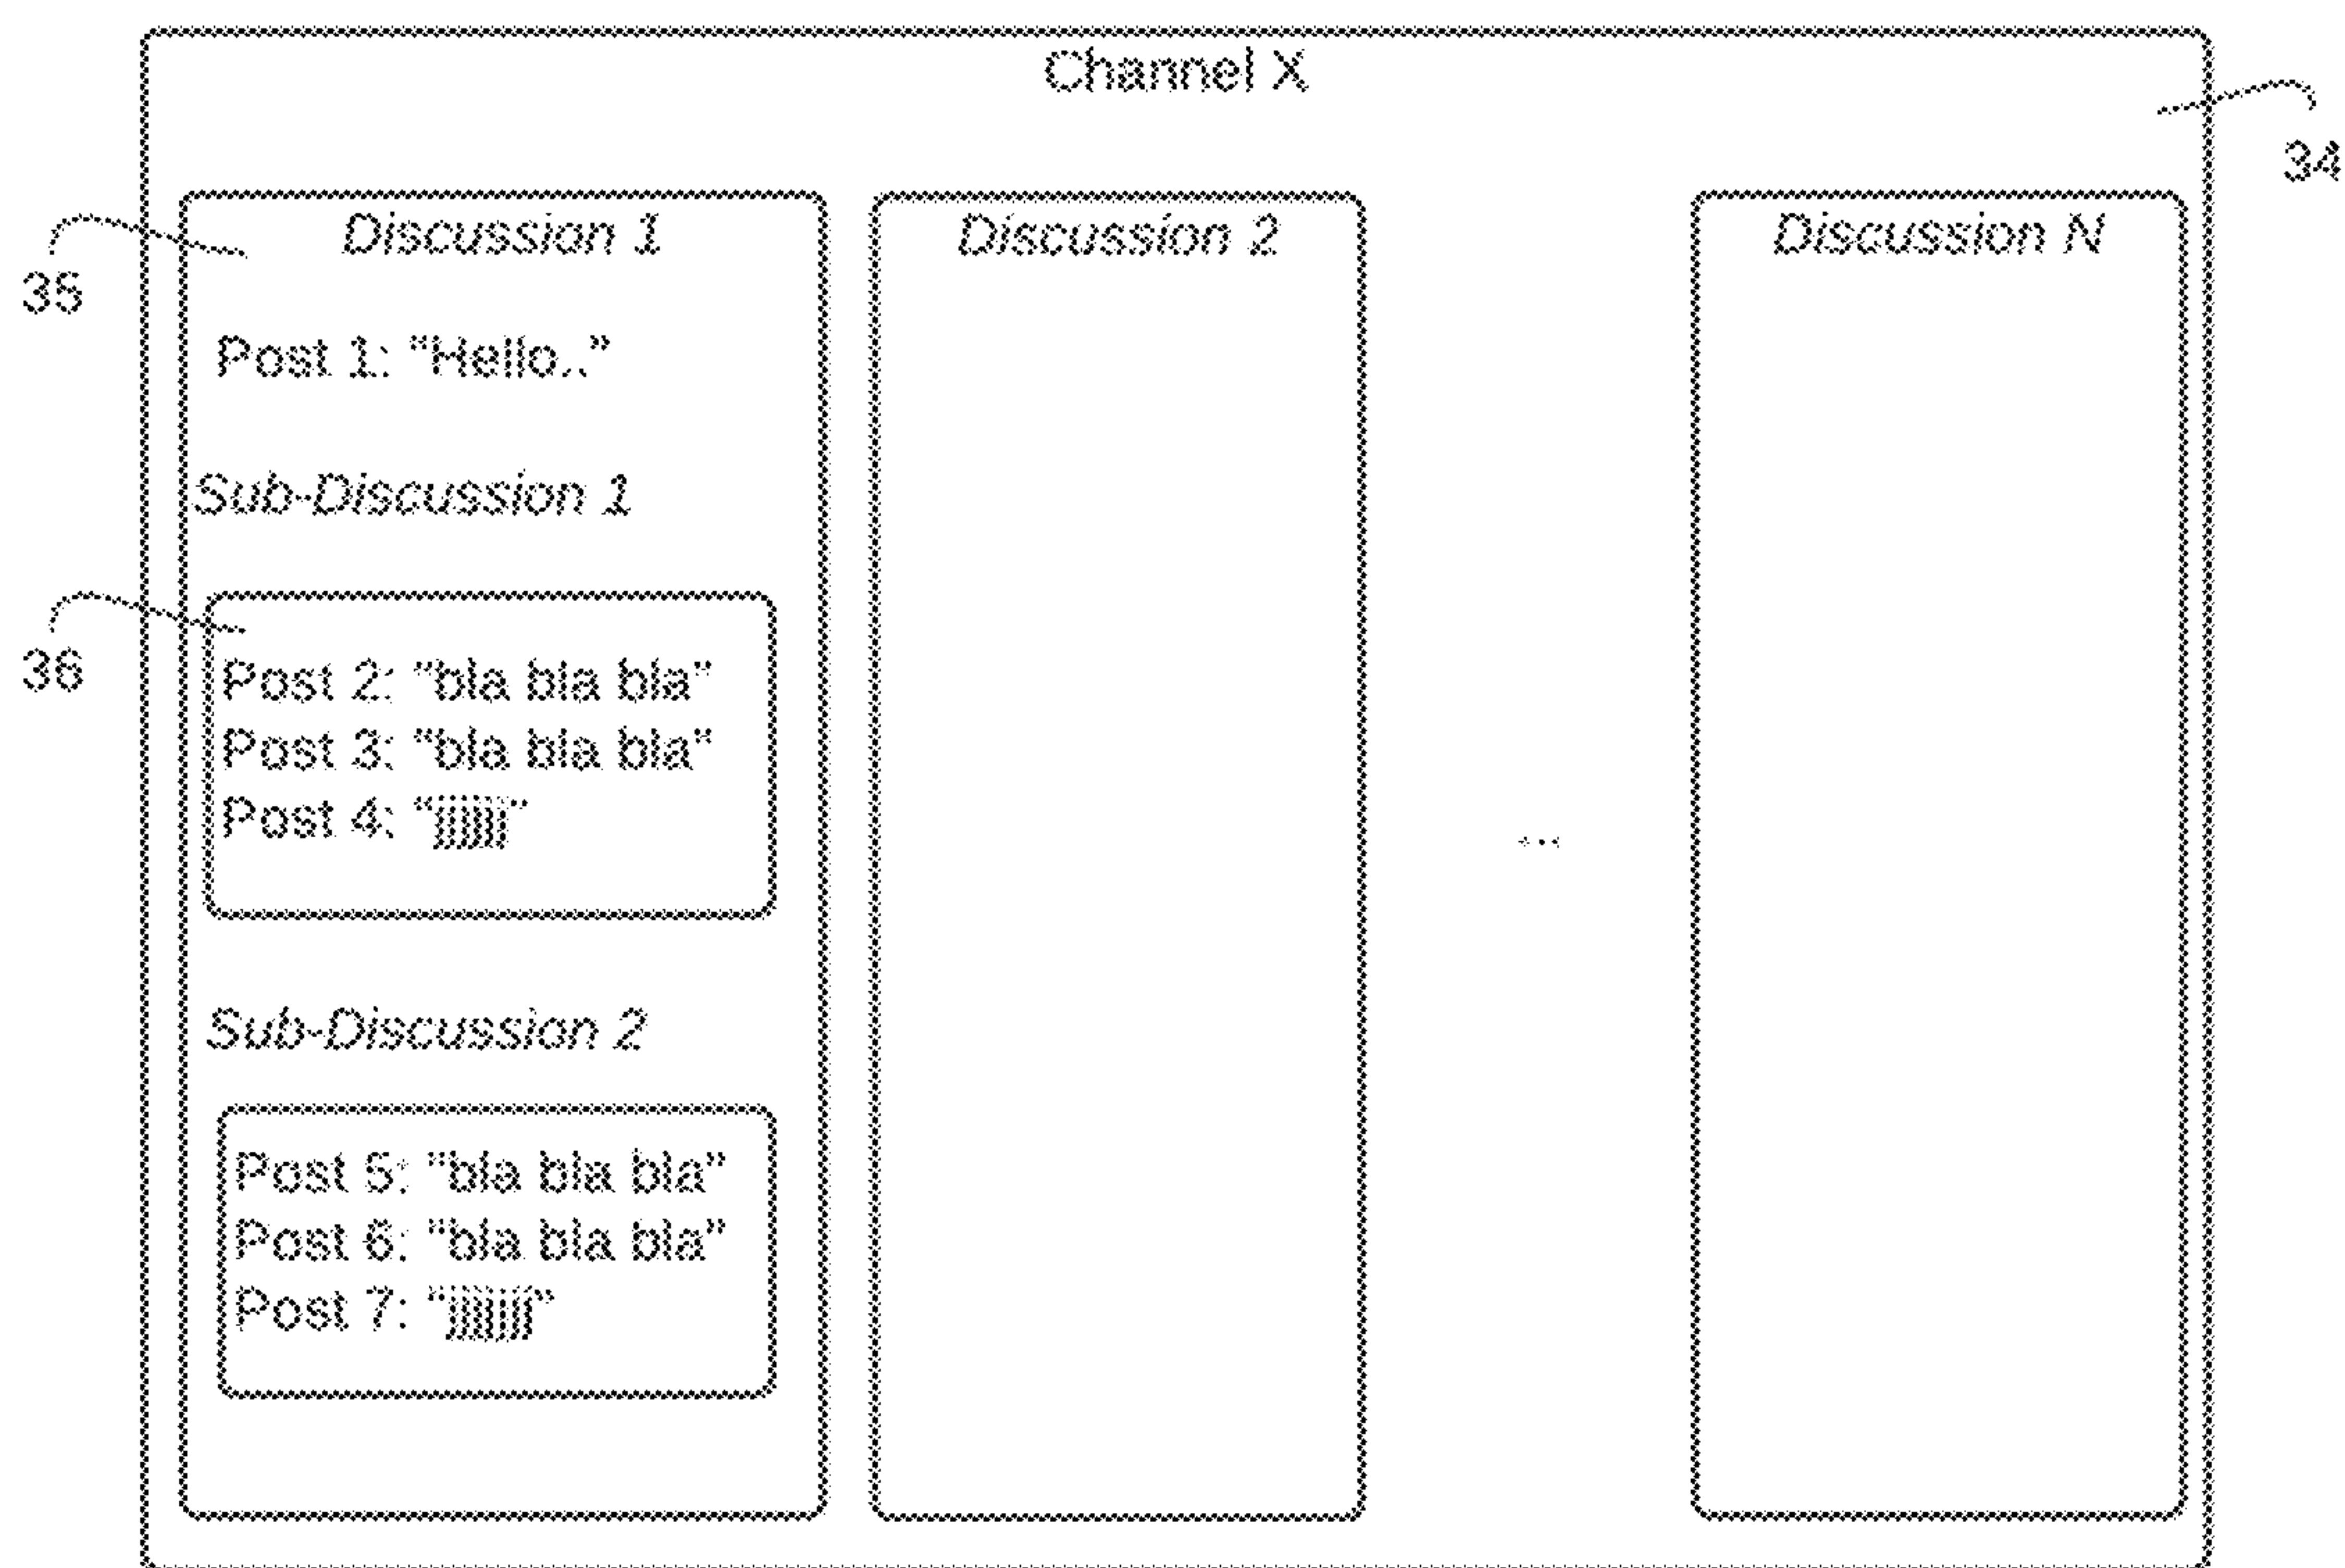 Channel X
34
Discussion 1
35
Post 1: "Hello.."
Sub-Discussion 1
36
Post 2: "bla bla bla"
Post 3: "bla bla bla"
Post 4: "jjjjjj"
Sub-Discussion 2
Post 5: "bla bla bla"
Post 6: "bla bla bla"
Post 7: "jjjjjjj"
Discussion 2
...
Discussion N